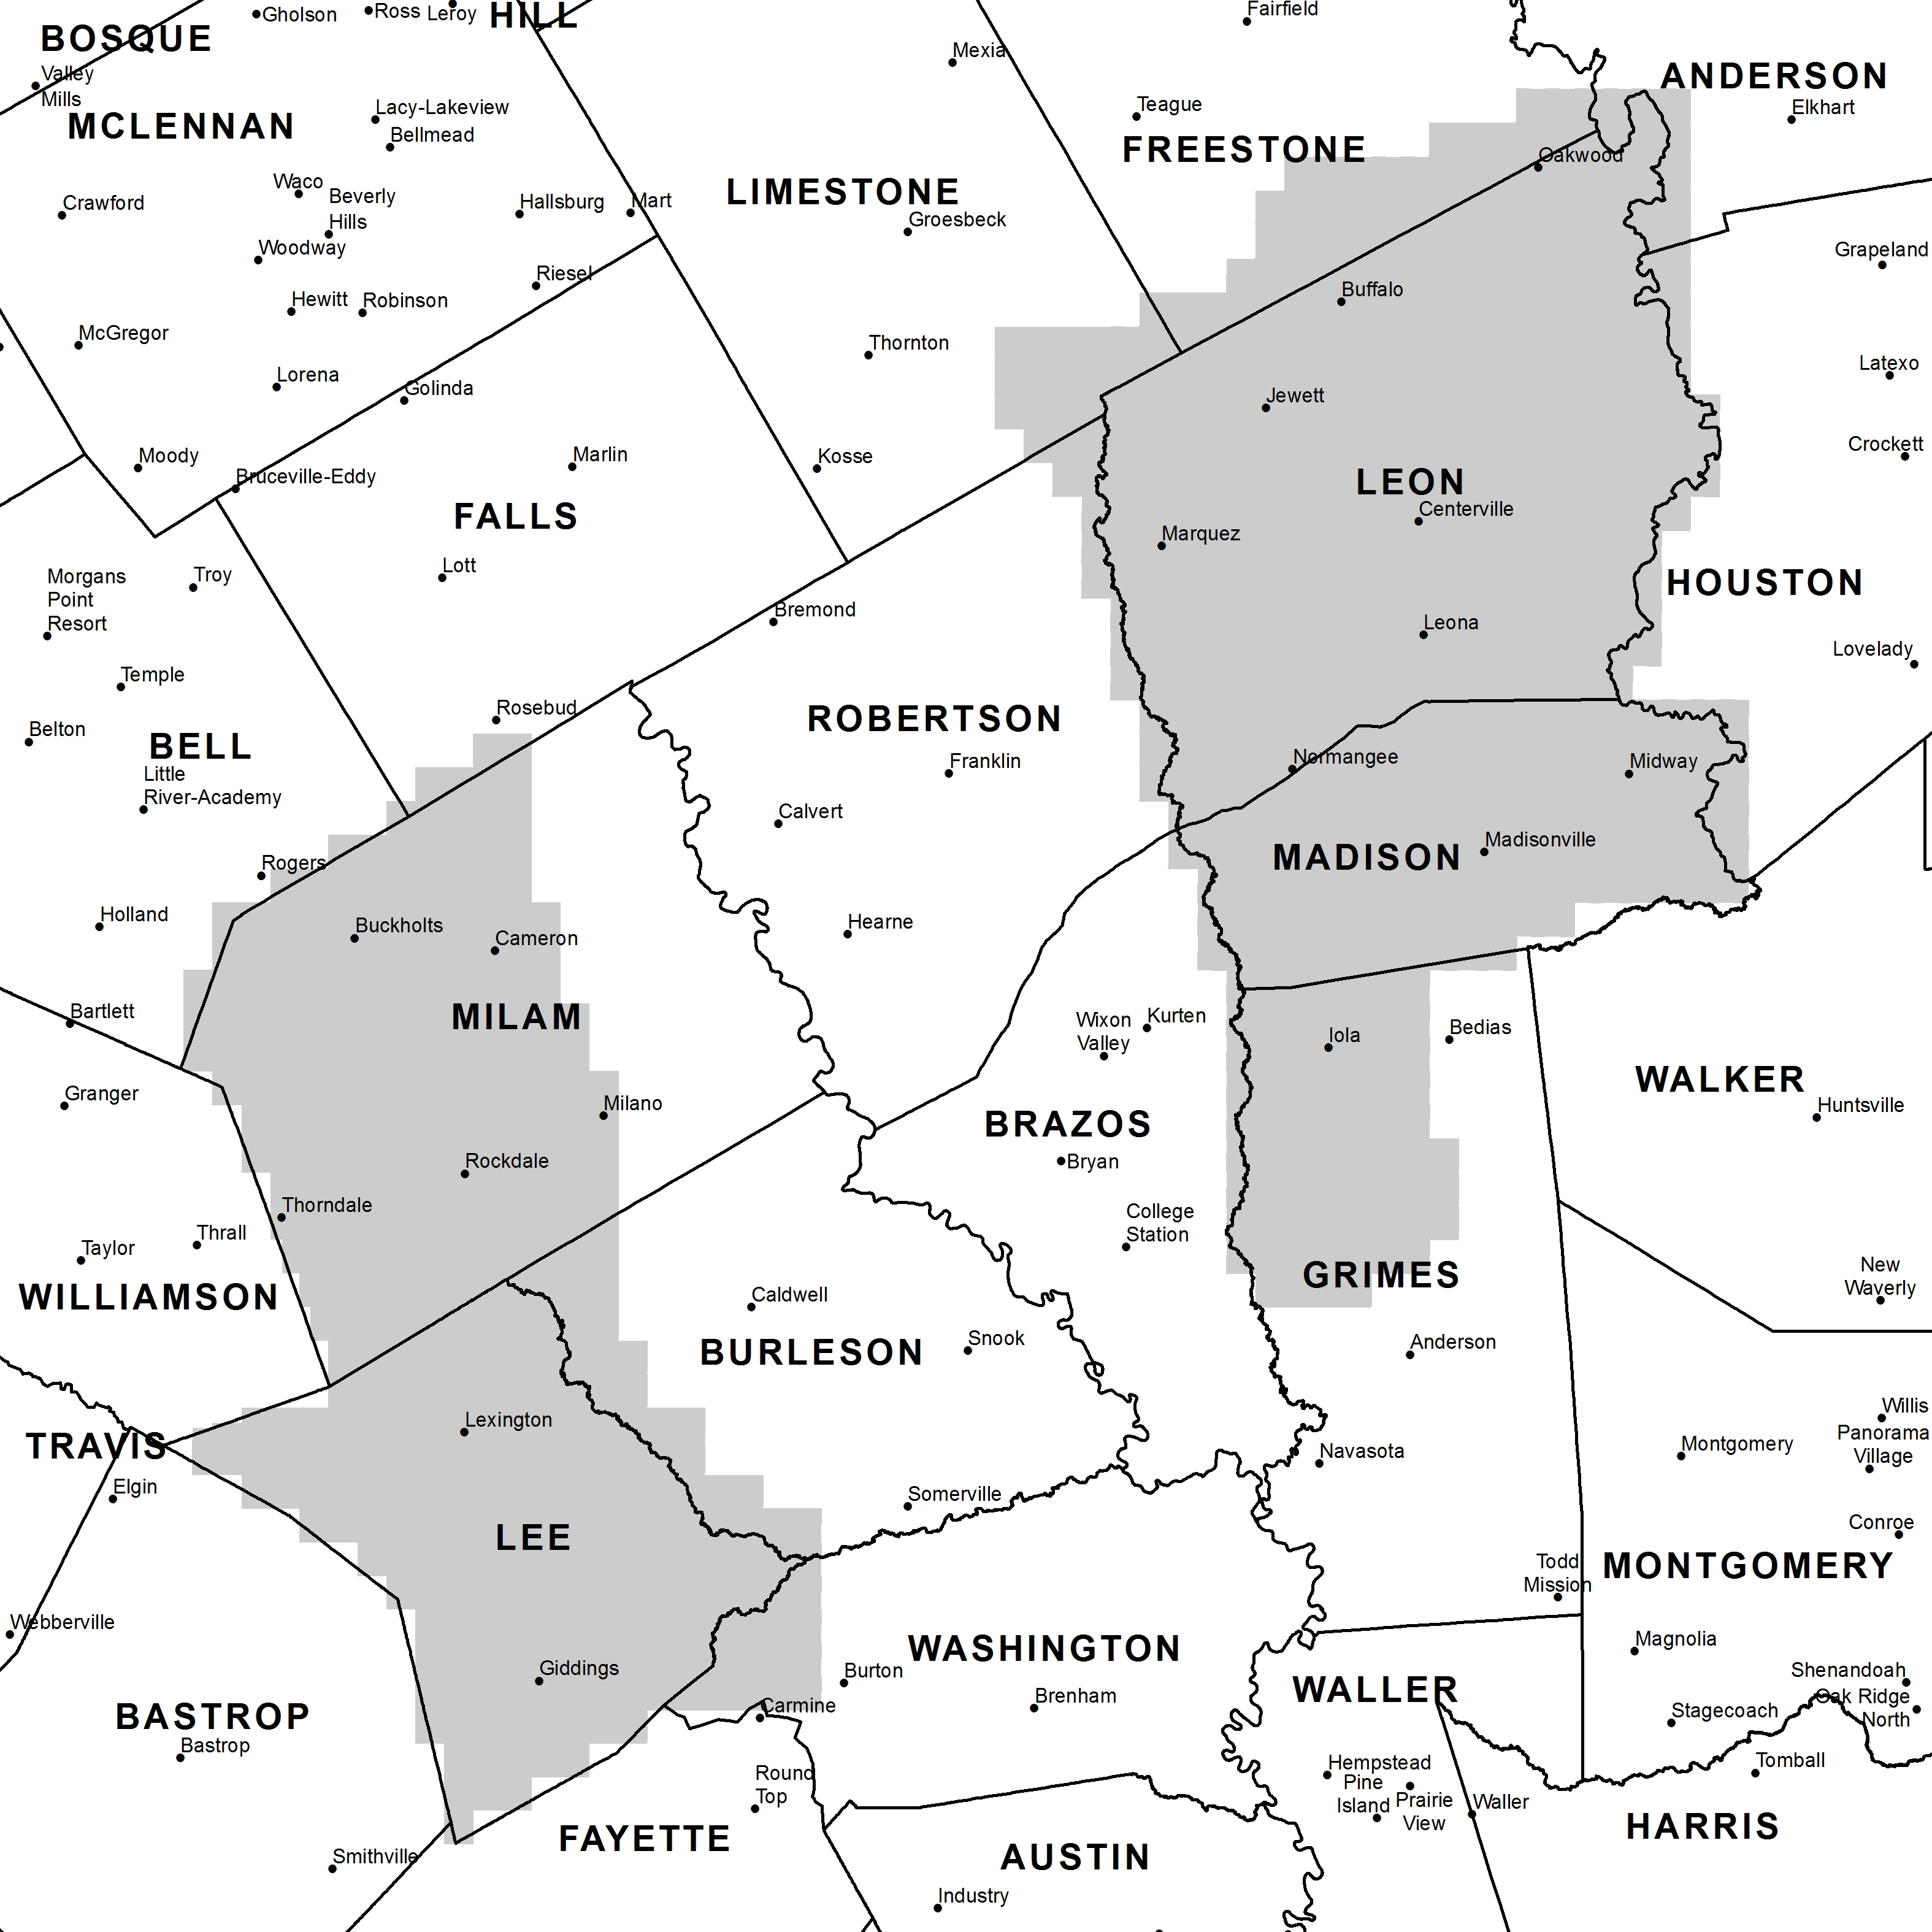 Gholson
Ross
Leroy
HILL
Fairfield
BOSQUE
Mexia
ANDERSON
Valley
Mills
Lacy-Lakeview
Teague
Elkhart
MCLENNAN
Bellmead
FREESTONE
Oakwood
Waco
LIMESTONE
Crawford
Beverly
Hills
Hallsburg
Mart
Groesbeck
Woodway
Grapeland
Riesel
Buffalo
Hewitt
Robinson
McGregor
Thornton
Latexo
Lorena
Golinda
Jewett
Crockett
Moody
Marlin
Kosse
Bruceville-Eddy
LEON
Centerville
FALLS
Marquez
Morgans
Point
Resort
Troy
Lott
HOUSTON
Bremond
Leona
Lovelady
Temple
Rosebud
ROBERTSON
Belton
BELL
Franklin
Normangee
Midway
Little
River-Academy
Calvert
Madisonville
MADISON
Rogers
Holland
Buckholts
Cameron
Hearne
Bartlett
MILAM
Wixon
Valley
Kurten
Iola
Bedias
WALKER
Granger
Milano
BRAZOS
Huntsville
Rockdale
Bryan
Thorndale
College
Station
Thrall
Taylor
GRIMES
New
Waverly
WILLIAMSON
Caldwell
BURLESON
Snook
Anderson
Lexington
Willis
TRAVIS
Navasota
Montgomery
Panorama
Village
Elgin
Somerville
Conroe
LEE
Todd
Mission
MONTGOMERY
Webberville
WASHINGTON
Magnolia
Giddings
Burton
Shenandoah
WALLER
Brenham
Carmine
Oak Ridge
North
BASTROP
Stagecoach
Bastrop
Hempstead
Tomball
Round
Top
Pine
Island
Prairie
View
Waller
FAYETTE
HARRIS
Smithville
AUSTIN
Industry